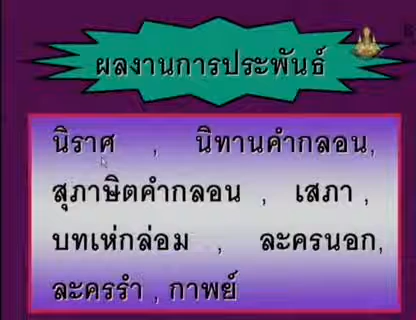 ผลงานการประพันธ์
นิราศ , นิทานคำกลอน,
สุภาษิตคำกลอน , เสภา ,
บทเห่กล่อม , ละครนอก,
ละครรำ , กาพย์